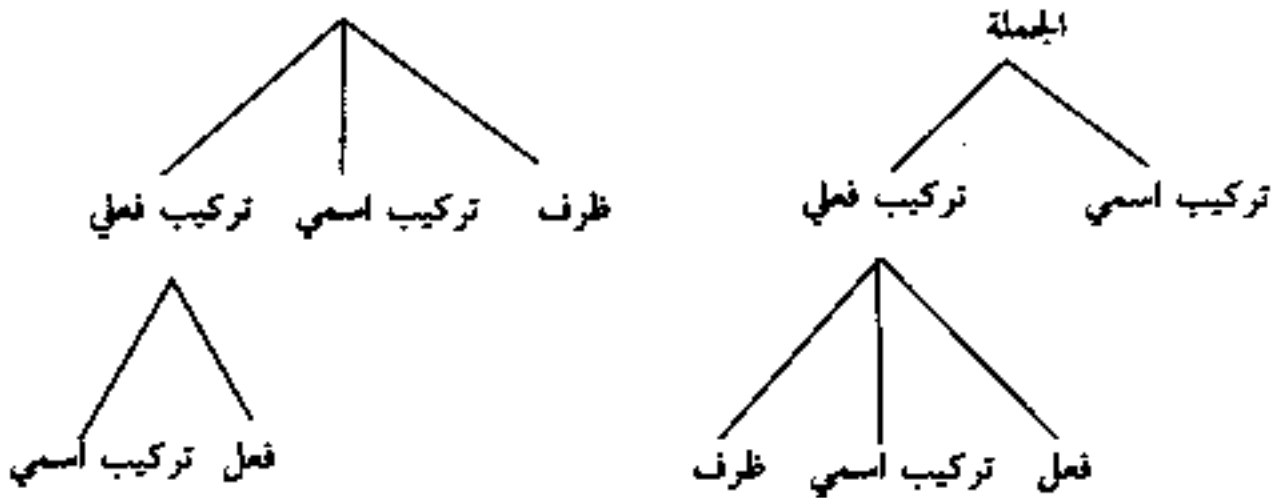 الجملة
تركيب اسمي تركيب فعلي
فعل تركيب اسمي ظرف
ظرف تركيب اسمي تركيب فعلي
فعل تركيب اسمي